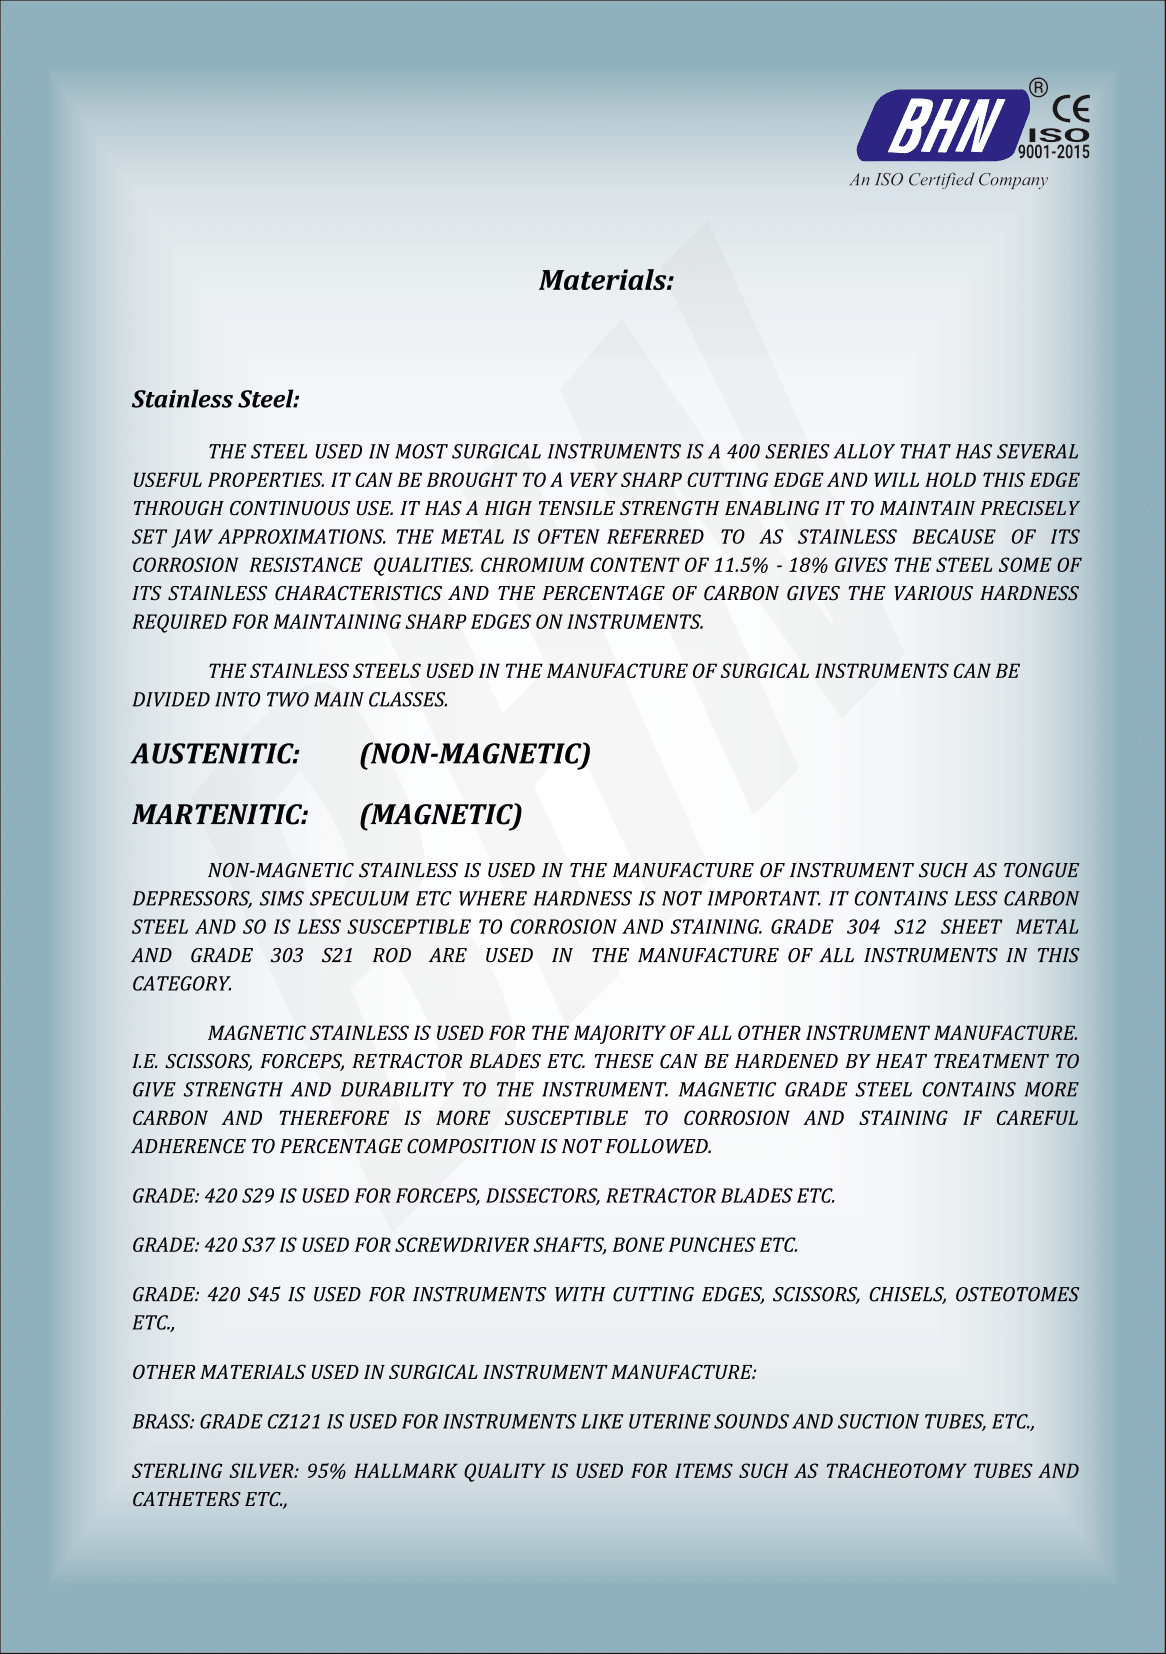 BHN
®
CE
ISO
9001-2015
An ISO Certified Company
Materials:
Stainless Steel:
THE STEEL USED IN MOST SURGICAL INSTRUMENTS IS A 400 SERIES ALLOY THAT HAS SEVERAL
USEFUL PROPERTIES. IT CAN BE BROUGHT TO A VERY SHARP CUTTING EDGE AND WILL HOLD THIS EDGE
THROUGH CONTINUOUS USE. IT HAS A HIGH TENSILE STRENGTH ENABLING IT TO MAINTAIN PRECISELY
SET JAW APPROXIMATIONS. THE METAL IS OFTEN REFERRED TO AS STAINLESS BECAUSE OF ITS
CORROSION RESISTANCE QUALITIES. CHROMIUM CONTENT OF 11.5% - 18% GIVES THE STEEL SOME OF
ITS STAINLESS CHARACTERISTICS AND THE PERCENTAGE OF CARBON GIVES THE VARIOUS HARDNESS
REQUIRED FOR MAINTAINING SHARP EDGES ON INSTRUMENTS.
THE STAINLESS STEELS USED IN THE MANUFACTURE OF SURGICAL INSTRUMENTS CAN BE
DIVIDED INTO TWO MAIN CLASSES.
AUSTENITIC: (NON-MAGNETIC)
MARTENITIC: (MAGNETIC)
NON-MAGNETIC STAINLESS IS USED IN THE MANUFACTURE OF INSTRUMENT SUCH AS TONGUE
DEPRESSORS, SIMS SPECULUM ETC WHERE HARDNESS IS NOT IMPORTANT. IT CONTAINS LESS CARBON
STEEL AND SO IS LESS SUSCEPTIBLE TO CORROSION AND STAINING. GRADE 304 S12 SHEET METAL
AND GRADE 303 S21 ROD ARE USED IN THE MANUFACTURE OF ALL INSTRUMENTS IN THIS
CATEGORY.
MAGNETIC STAINLESS IS USED FOR THE MAJORITY OF ALL OTHER INSTRUMENT MANUFACTURE.
I.E. SCISSORS, FORCEPS, RETRACTOR BLADES ETC. THESE CAN BE HARDENED BY HEAT TREATMENT TO
GIVE STRENGTH AND DURABILITY TO THE INSTRUMENT. MAGNETIC GRADE STEEL CONTAINS MORE
CARBON AND THEREFORE IS MORE SUSCEPTIBLE TO CORROSION AND STAINING IF CAREFUL
ADHERENCE TO PERCENTAGE COMPOSITION IS NOT FOLLOWED.
GRADE: 420 S29 IS USED FOR FORCEPS, DISSECTORS, RETRACTOR BLADES ETC.
GRADE: 420 S37 IS USED FOR SCREWDRIVER SHAFTS, BONE PUNCHES ETC.
GRADE: 420 S45 IS USED FOR INSTRUMENTS WITH CUTTING EDGES, SCISSORS, CHISELS, OSTEOTOMES
ETC.,
OTHER MATERIALS USED IN SURGICAL INSTRUMENT MANUFACTURE:
BRASS: GRADE CZ121 IS USED FOR INSTRUMENTS LIKE UTERINE SOUNDS AND SUCTION TUBES, ETC.,
STERLING SILVER: 95% HALLMARK QUALITY IS USED FOR ITEMS SUCH AS TRACHEOTOMY TUBES AND
CATHETERS ETC.,